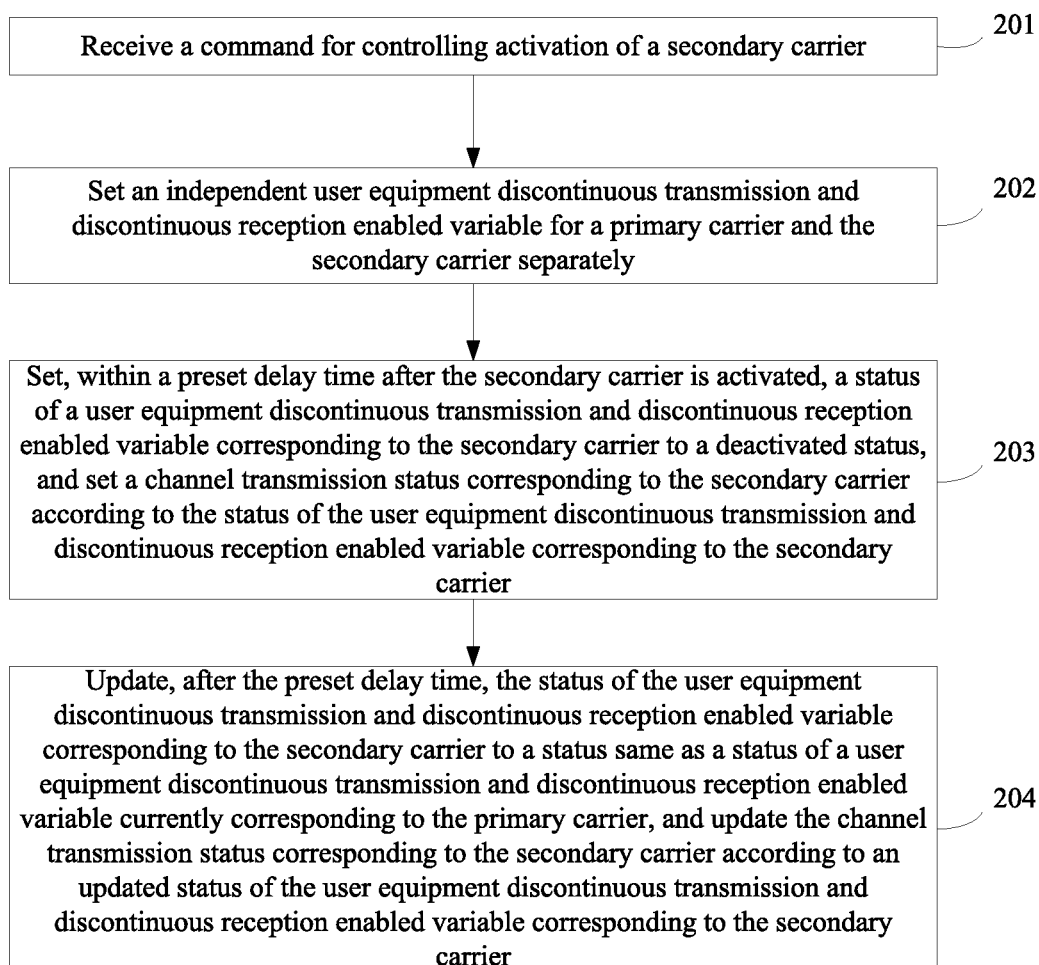 Receive a command for controlling activation of a secondary carrier
201
Set an independent user equipment discontinuous transmission and
discontinuous reception enabled variable for a primary carrier and the
secondary carrier separately
202
Set, within a preset delay time after the secondary carrier is activated, a status
of a user equipment discontinuous transmission and discontinuous reception
enabled variable corresponding to the secondary carrier to a deactivated status,
and set a channel transmission status corresponding to the secondary carrier
according to the status of the user equipment discontinuous transmission and
discontinuous reception enabled variable corresponding to the secondary
carrier
203
Update, after the preset delay time, the status of the user equipment
discontinuous transmission and discontinuous reception enabled variable
corresponding to the secondary carrier to a status same as a status of a user
equipment discontinuous transmission and discontinuous reception enabled
variable currently corresponding to the primary carrier, and update the channel
transmission status corresponding to the secondary carrier according to an
updated status of the user equipment discontinuous transmission and
discontinuous reception enabled variable corresponding to the secondary
carrier
204